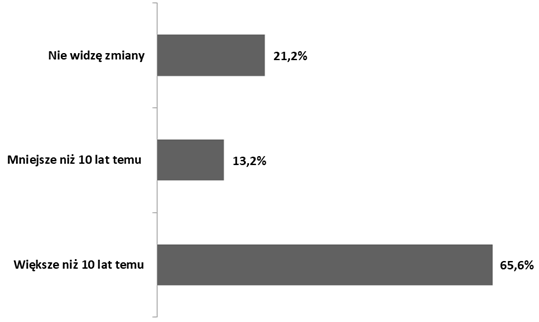 Nie widzę zmiany
21,2%
Mniejsze niż 10 lat temu
13,2%
Większe niż 10 lat temu
65,6%